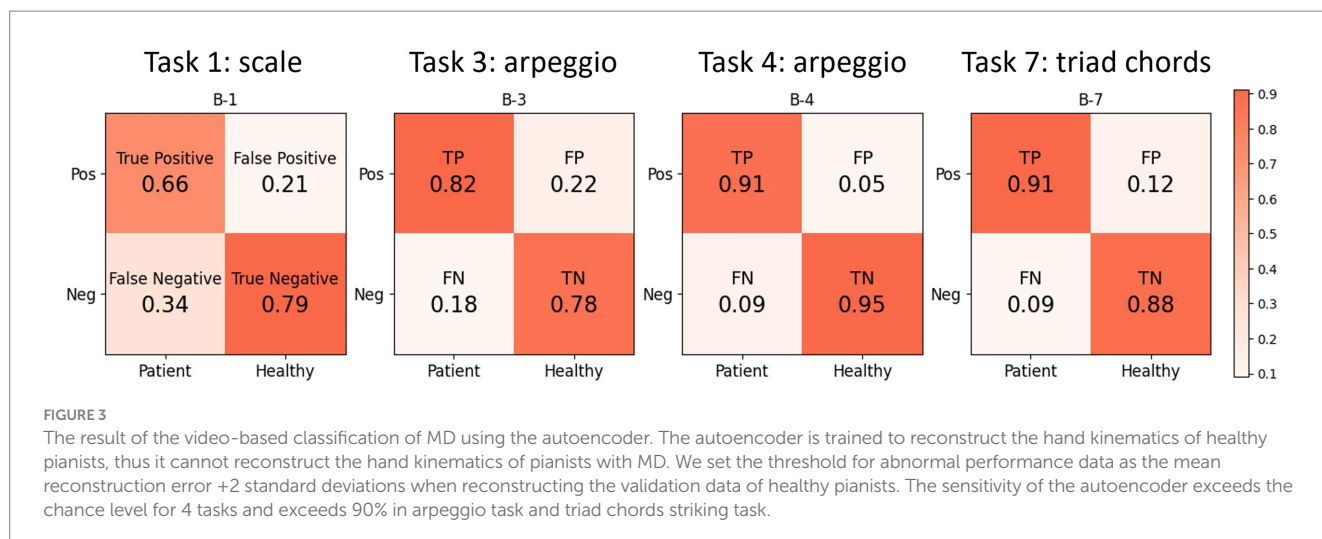 Task 1: scale
Task 3: arpeggio
Task 4: arpeggio
Task 7: triad chords
B-1
B-3
B-4
B-7
Pos
True Positive
0.66
False Positive
0.21
Neg
False Negative
0.34
True Negative
0.79
Patient
Healthy
Pos
TP
0.82
FP
0.22
Neg
FN
0.18
TN
0.78
Patient
Healthy
Pos
TP
0.91
FP
0.05
Neg
FN
0.09
TN
0.95
Patient
Healthy
Pos
TP
0.91
FP
0.12
Neg
FN
0.09
TN
0.88
Patient
Healthy
0.9
0.8
0.7
0.6
0.5
0.4
0.3
0.2
0.1
FIGURE 3
The result of the video-based classification of MD using the autoencoder. The autoencoder is trained to reconstruct the hand kinematics of healthy
pianists, thus it cannot reconstruct the hand kinematics of pianists with MD. We set the threshold for abnormal performance data as the mean
reconstruction error +2 standard deviations when reconstructing the validation data of healthy pianists. The sensitivity of the autoencoder exceeds the
chance level for 4 tasks and exceeds 90% in arpeggio task and triad chords striking task.